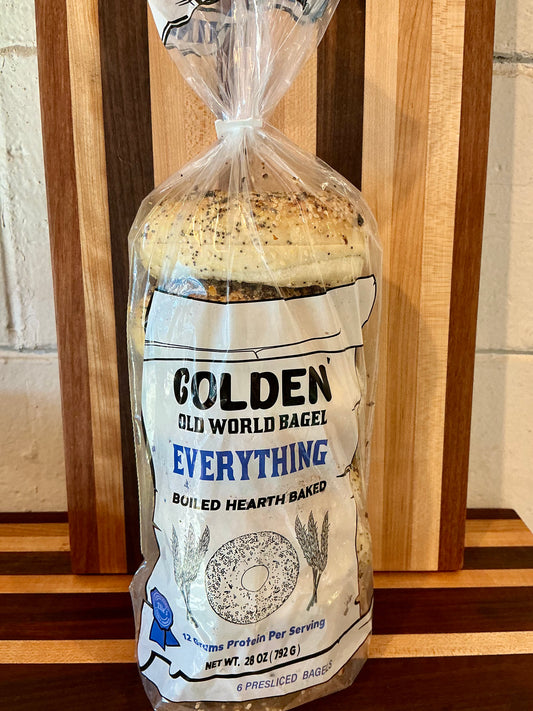 GOLDEN
OLD WORLD BAGEL
EVERYTHING
BOILED HEARTH BAKED
12 Grams Protein Per Serving
NET WT. 28 OZ (792 G)
6 PRESLICED BAGELS